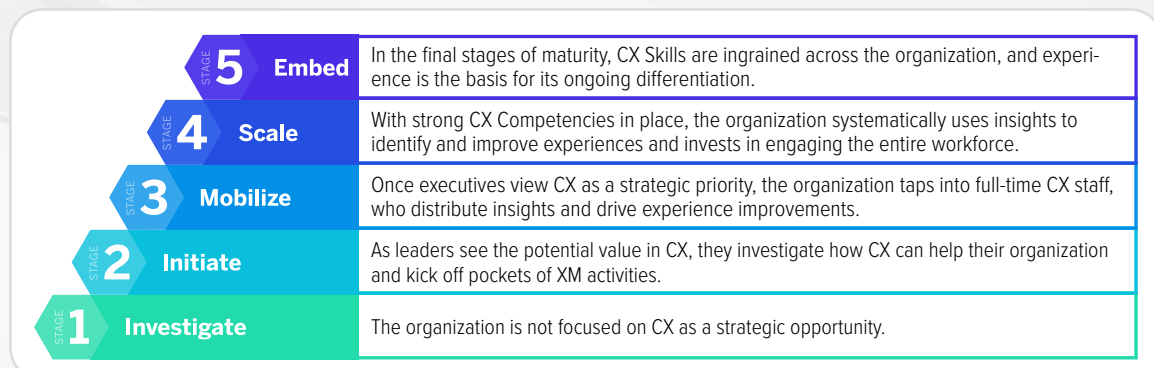 STAGE 5 Embed
In the final stages of maturity, CX Skills are ingrained across the organization, and experi-
ence is the basis for its ongoing differentiation.
STAGE 4 Scale
With strong CX Competencies in place, the organization systematically uses insights to
identify and improve experiences and invests in engaging the entire workforce.
STAGE 3 Mobilize
Once executives view CX as a strategic priority, the organization taps into full-time CX staff,
who distribute insights and drive experience improvements.
STAGE 2 Initiate
As leaders see the potential value in CX, they investigate how CX can help their organization
and kick off pockets of XM activities.
STAGE 1 Investigate
The organization is not focused on CX as a strategic opportunity.